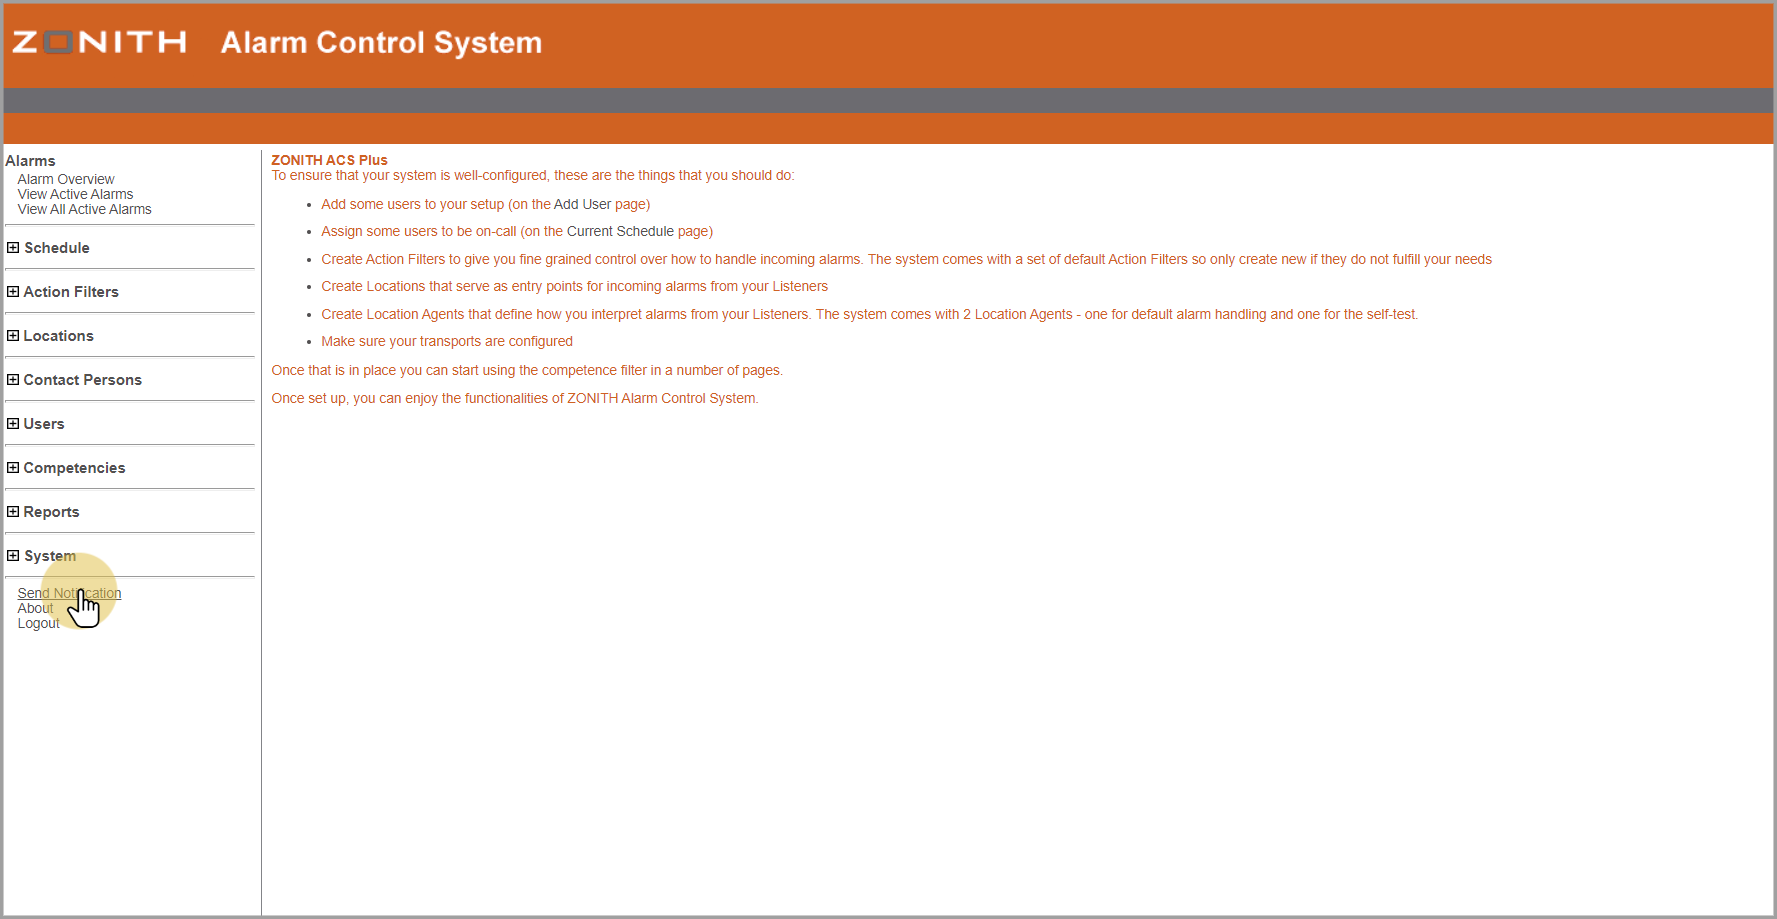 ZONITH Alarm Control System
Alarms
Alarm Overview
View Active Alarms
View All Active Alarms
Schedule
Action Filters
Locations
Contact Persons
Users
Competencies
Reports
System
Send Notification
About
Logout
ZONITH ACS Plus
To ensure that your system is well-configured, these are the things that you should do:
• Add some users to your setup (on the Add User page)
• Assign some users to be on-call (on the Current Schedule page)
• Create Action Filters to give you fine grained control over how to handle incoming alarms. The system comes with a set of default Action Filters so only create new if they do not fulfill your needs
• Create Locations that serve as entry points for incoming alarms from your Listeners
• Create Location Agents that define how you interpret alarms from your Listeners. The system comes with 2 Location Agents - one for default alarm handling and one for the self-test.
• Make sure your transports are configured
Once that is in place you can start using the competence filter in a number of pages.
Once set up, you can enjoy the functionalities of ZONITH Alarm Control System.